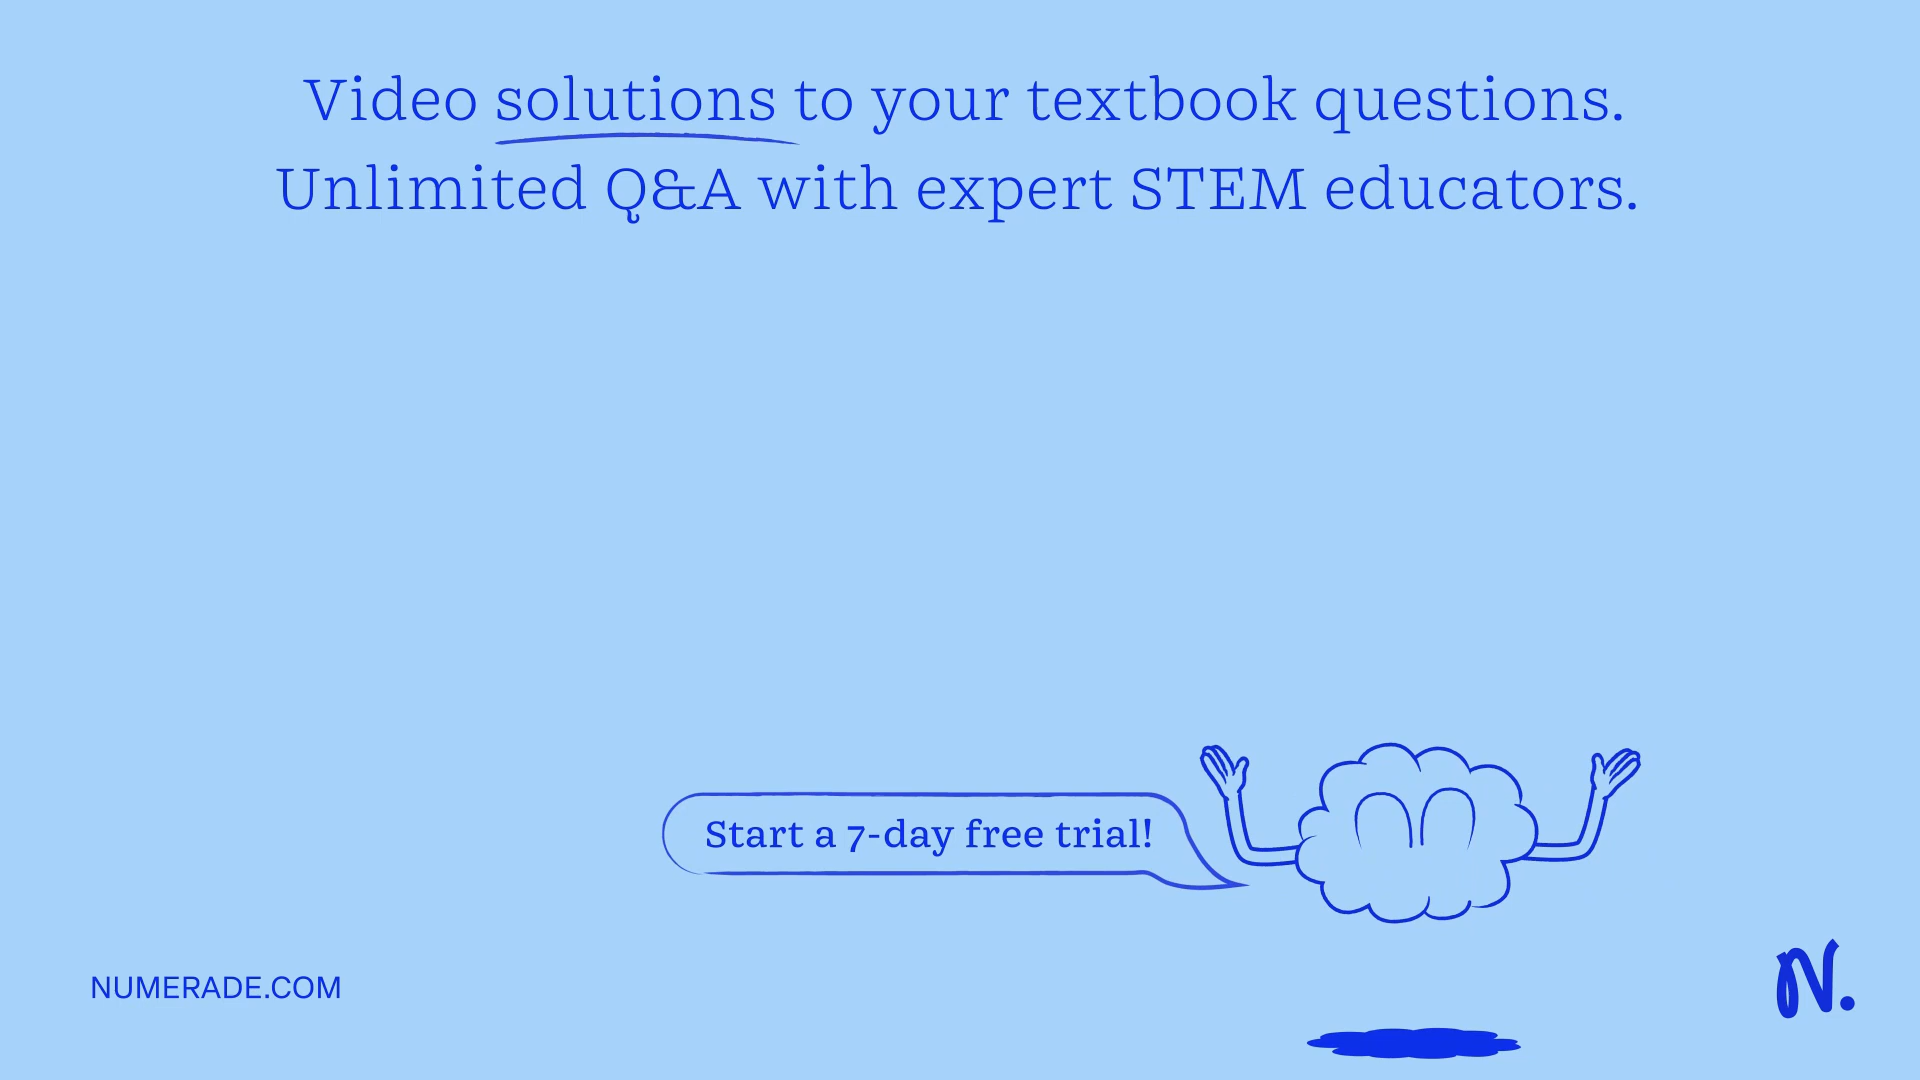 Video solutions to your textbook questions.
Unlimited Q&A with expert STEM educators.
Start a 7-day free trial!
NUMERADE.COM
N.